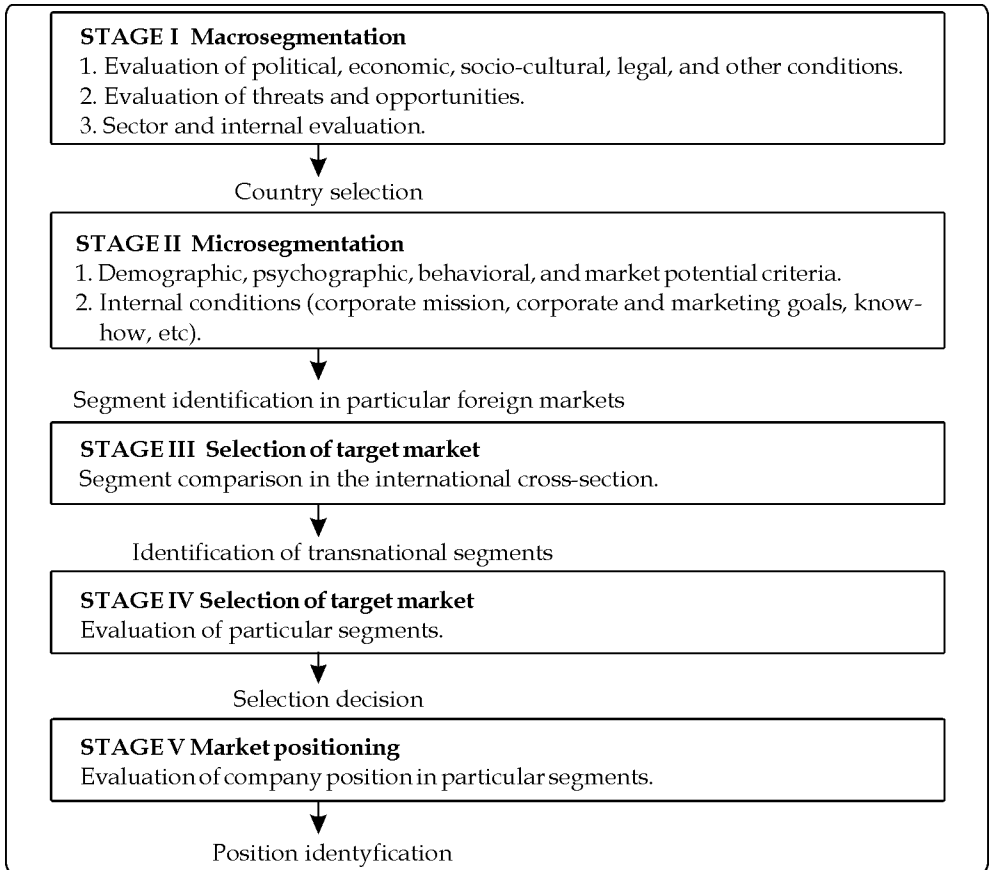 STAGE I Macrosegmentation
1. Evaluation of political, economic, socio-cultural, legal, and other conditions.
2. Evaluation of threats and opportunities.
3. Sector and internal evaluation.
Country selection
STAGE II Microsegmentation
1. Demographic, psychographic, behavioral, and market potential criteria.
2. Internal conditions (corporate mission, corporate and marketing goals, know-
how, etc).
Segment identification in particular foreign markets
STAGE III Selection of target market
Segment comparison in the international cross-section.
Identification of transnational segments
STAGE IV Selection of target market
Evaluation of particular segments.
Selection decision
STAGE V Market positioning
Evaluation of company position in particular segments.
Position identyfication